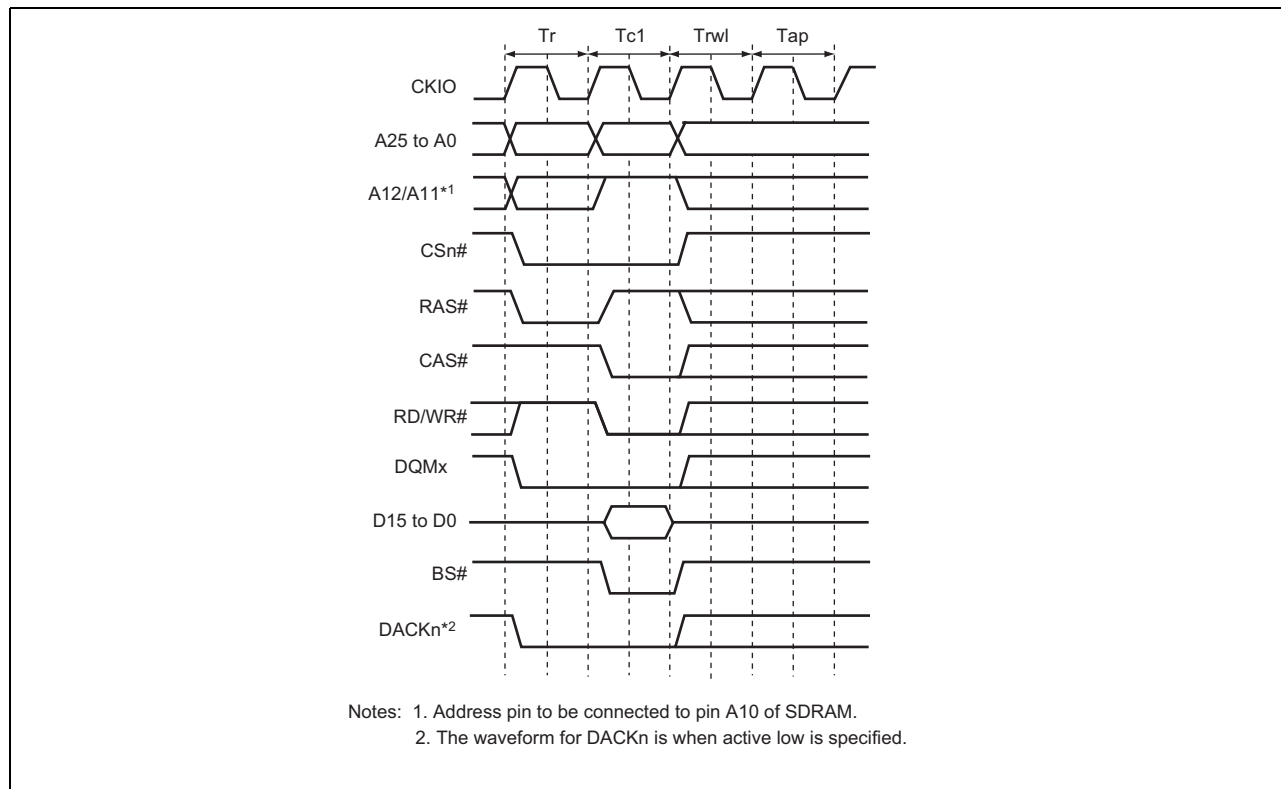 Tr Tc1 Trwl Tap
CKIO
A25 to A0
A12/A11*1
CSn#
RAS#
CAS#
RD/WR#
DQMx
D15 to D0
BS#
DACKn*2
Notes: 1. Address pin to be connected to pin A10 of SDRAM.
2. The waveform for DACKn is when active low is specified.